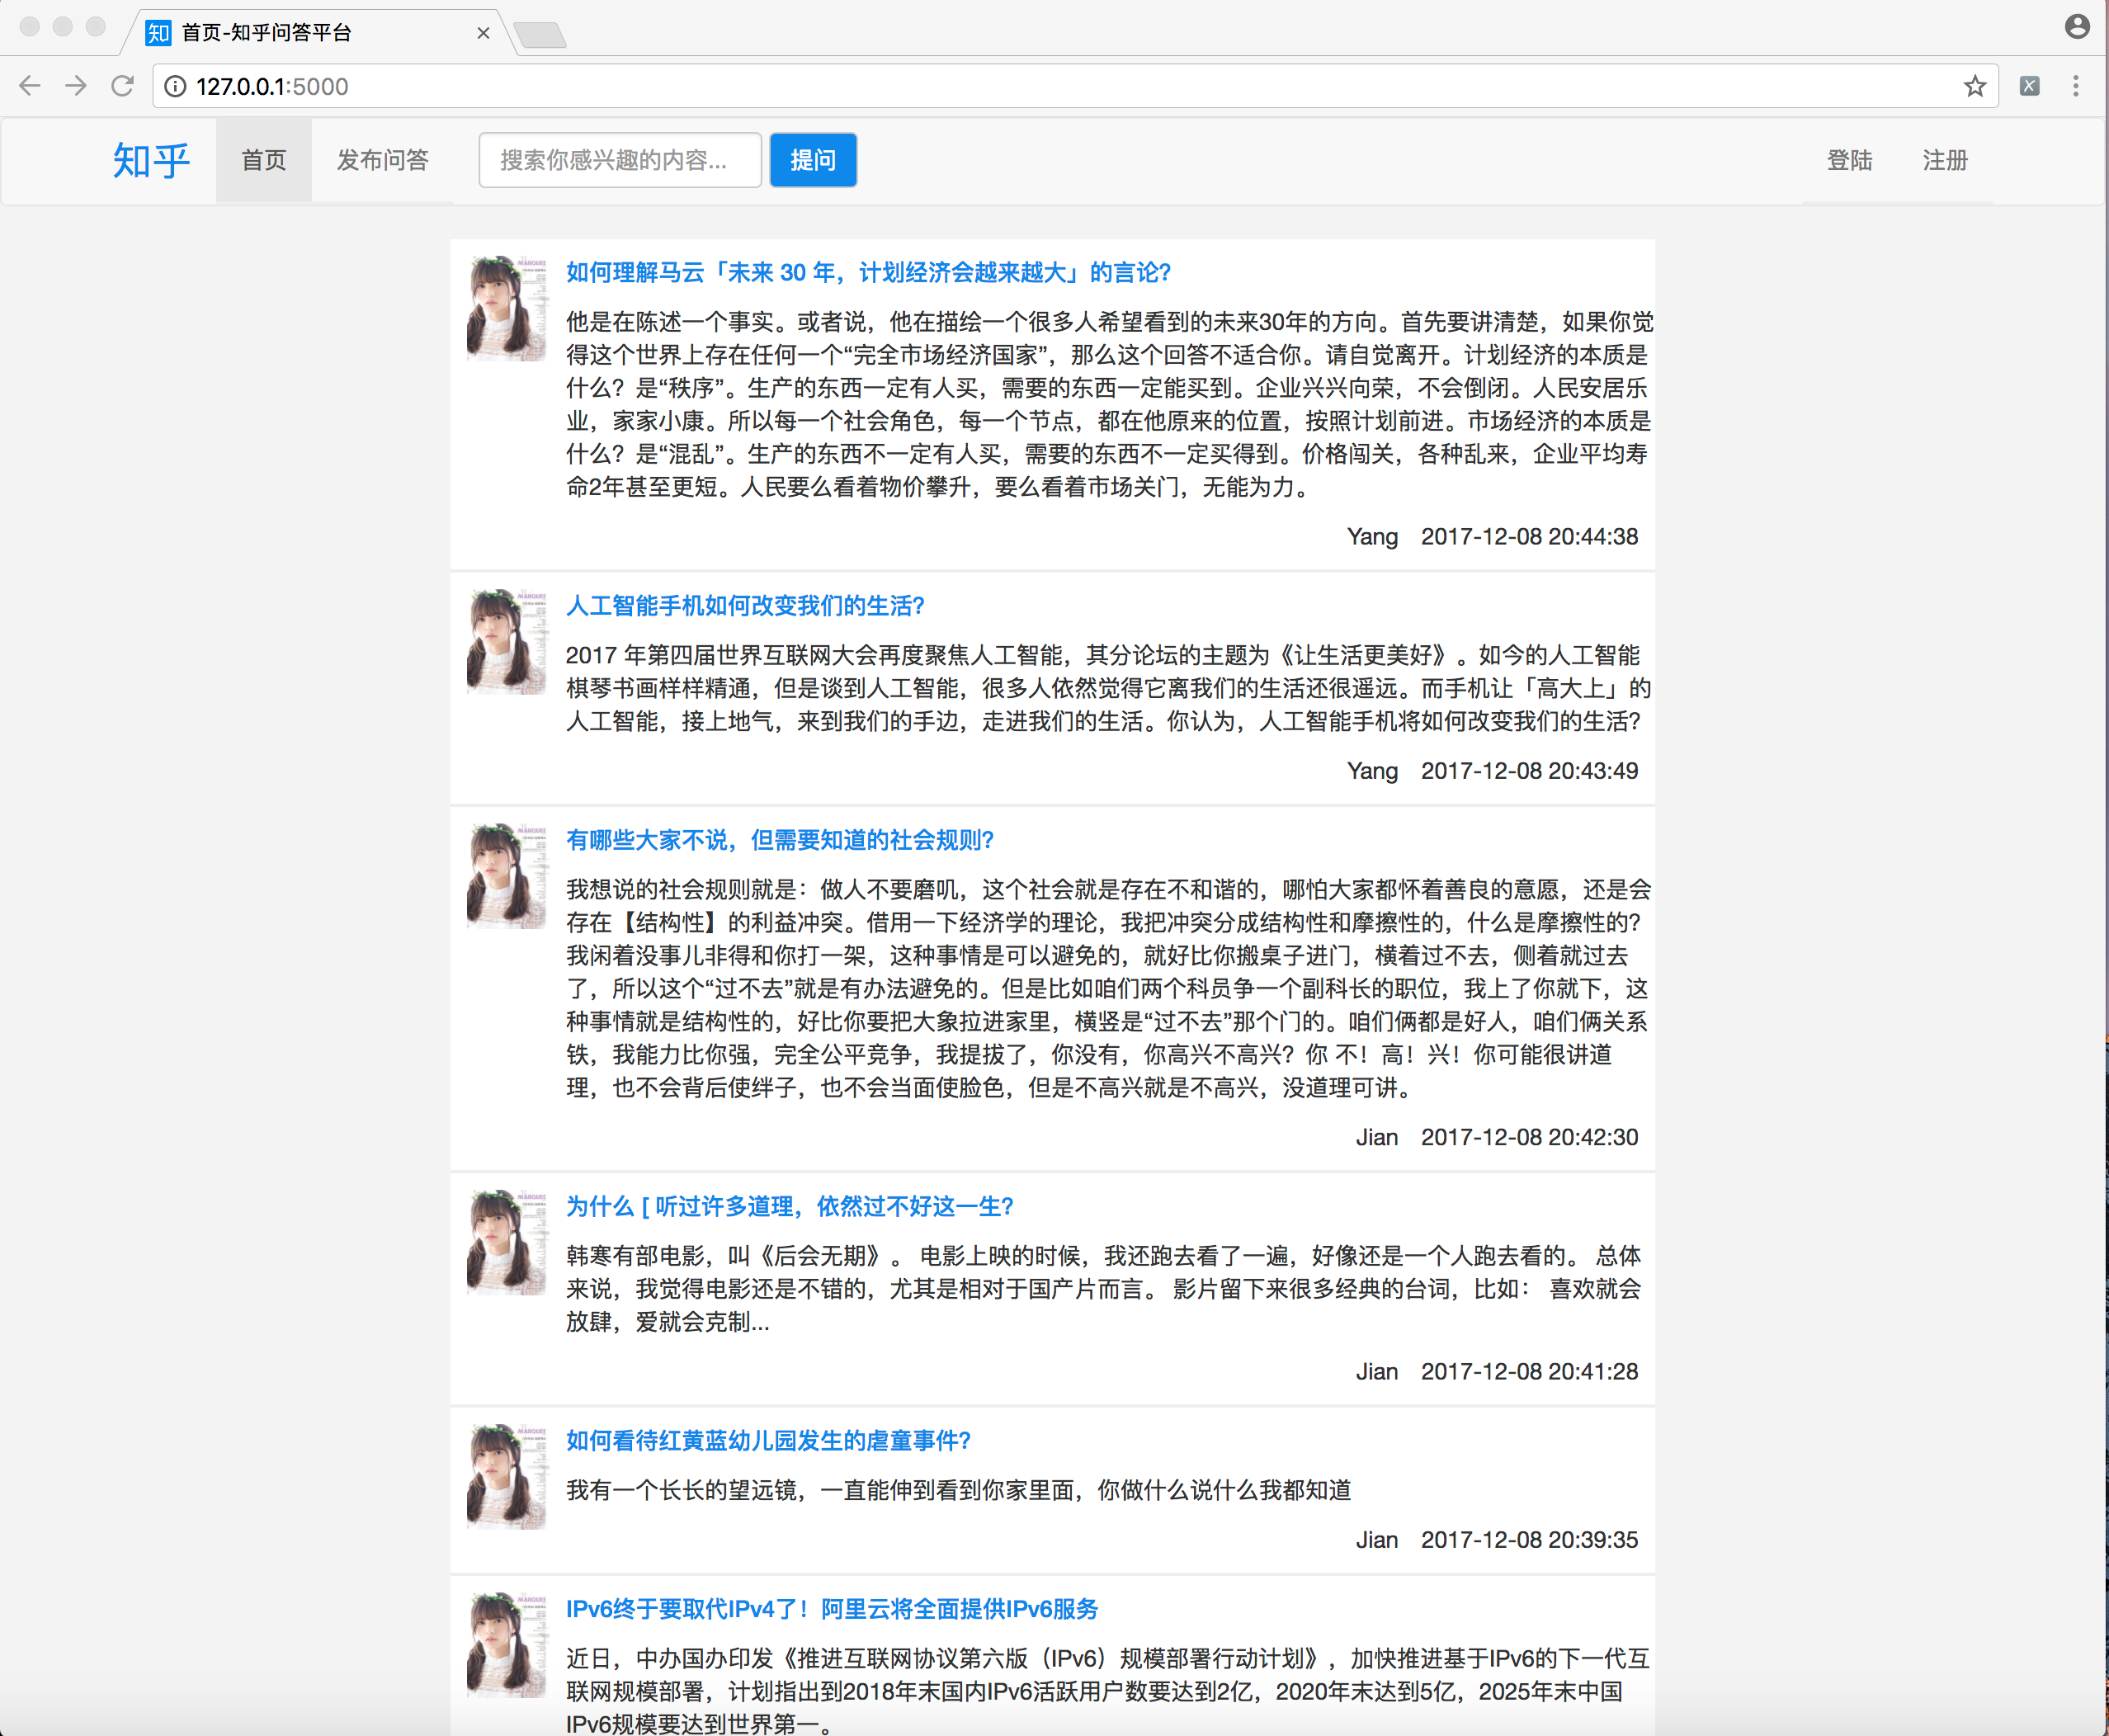 知 首页-知乎问答平台
127.0.0.1:5000
知乎 首页 发布问答 搜索你感兴趣的内容... 提问 登陆 注册
MARQUEE
如何理解马云「未来 30 年，计划经济会越来越大」的言论?
他是在陈述一个事实。或者说，他在描绘一个很多人希望看到的未来30年的方向。首先要讲清楚，如果你觉
得这个世界上存在任何一个“完全市场经济国家”，那么这个回答不适合你。请自觉离开。计划经济的本质是
什么？是“秩序”。生产的东西一定有人买，需要的东西一定能买到。企业兴兴向荣，不会倒闭。人民安居乐
业，家家小康。所以每一个社会角色，每一个节点，都在他原来的位置，按照计划前进。市场经济的本质是
什么？是“混乱”。生产的东西不一定有人买，需要的东西不一定买得到。价格闯关，各种乱来，企业平均寿
命2年甚至更短。人民要么看着物价攀升，要么看着市场关门，无能为力。
Yang 2017-12-08 20:44:38
MARQUEE
人工智能手机如何改变我们的生活?
2017 年第四届世界互联网大会再度聚焦人工智能，其分论坛的主题为《让生活更美好》。如今的人工智能
棋琴书画样样精通，但是谈到人工智能，很多人依然觉得它离我们的生活还很遥远。而手机让「高大上」的
人工智能，接上地气，来到我们的手边，走进我们的生活。你认为，人工智能手机将如何改变我们的生活?
Yang 2017-12-08 20:43:49
MARQUEE
有哪些大家不说，但需要知道的社会规则?
我想说的社会规则就是：做人不要磨叽，这个社会就是存在不和谐的，哪怕大家都怀着善良的意愿，还是会
存在【结构性】的利益冲突。借用一下经济学的理论，我把冲突分成结构性和摩擦性的，什么是摩擦性的?
我闲着没事儿非得和你打一架，这种事情是可以避免的，就好比你搬桌子进门，横着过不去，侧着就过去
了，所以这个“过不去”就是有办法避免的。但是比如咱们两个科员争一个副科长的职位，我上了你就下，这
种事情就是结构性的，好比你要把大象拉进家里，横竖是“过不去”那个门的。咱们俩都是好人，咱们俩关系
铁，我能力比你强，完全公平竞争，我提拔了，你没有，你高兴不高兴？你 不！高！兴！你可能很讲道
理，也不会背后使绊子，也不会当面使脸色，但是不高兴就是不高兴，没道理可讲。
Jian 2017-12-08 20:42:30
MARQUEE
为什么 [ 听过许多道理，依然过不好这一生?
韩寒有部电影，叫《后会无期》。 电影上映的时候，我还跑去看了一遍，好像还是一个人跑去看的。 总体
来说，我觉得电影还是不错的，尤其是相对于国产片而言。 影片留下来很多经典的台词，比如： 喜欢就会
放肆，爱就会克制...
Jian 2017-12-08 20:41:28
MARQUEE
如何看待红黄蓝幼儿园发生的虐童事件?
我有一个长长的望远镜，一直能伸到看到你家里面，你做什么说什么我都知道
Jian 2017-12-08 20:39:35
MARQUEE
IPv6终于要取代IPv4了！阿里云将全面提供IPv6服务
近日，中办国办印发《推进互联网协议第六版（IPv6）规模部署行动计划》，加快推进基于IPv6的下一代互
联网规模部署，计划指出到2018年末国内IPv6活跃用户数要达到2亿，2020年末达到5亿，2025年末中国
IPv6规模要达到世界第一。